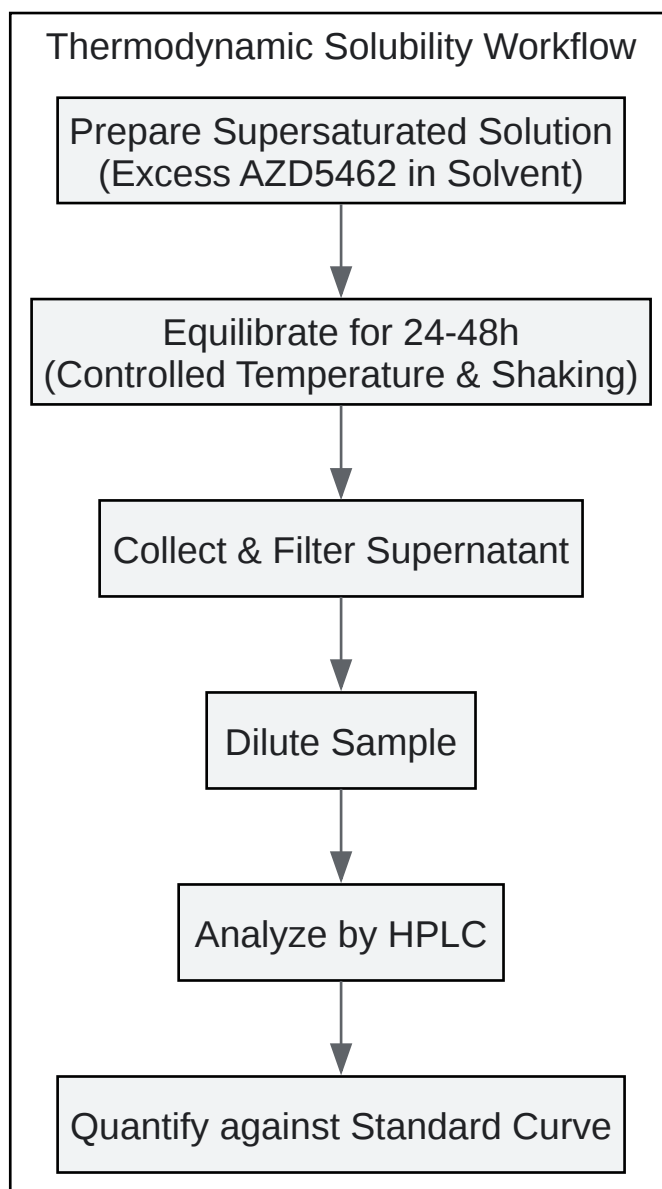 Thermodynamic Solubility Workflow
Prepare Supersaturated Solution
(Excess AZD5462 in Solvent)
Equilibrate for 24-48h
(Controlled Temperature & Shaking)
Collect & Filter Supernatant
Dilute Sample
Analyze by HPLC
Quantify against Standard Curve